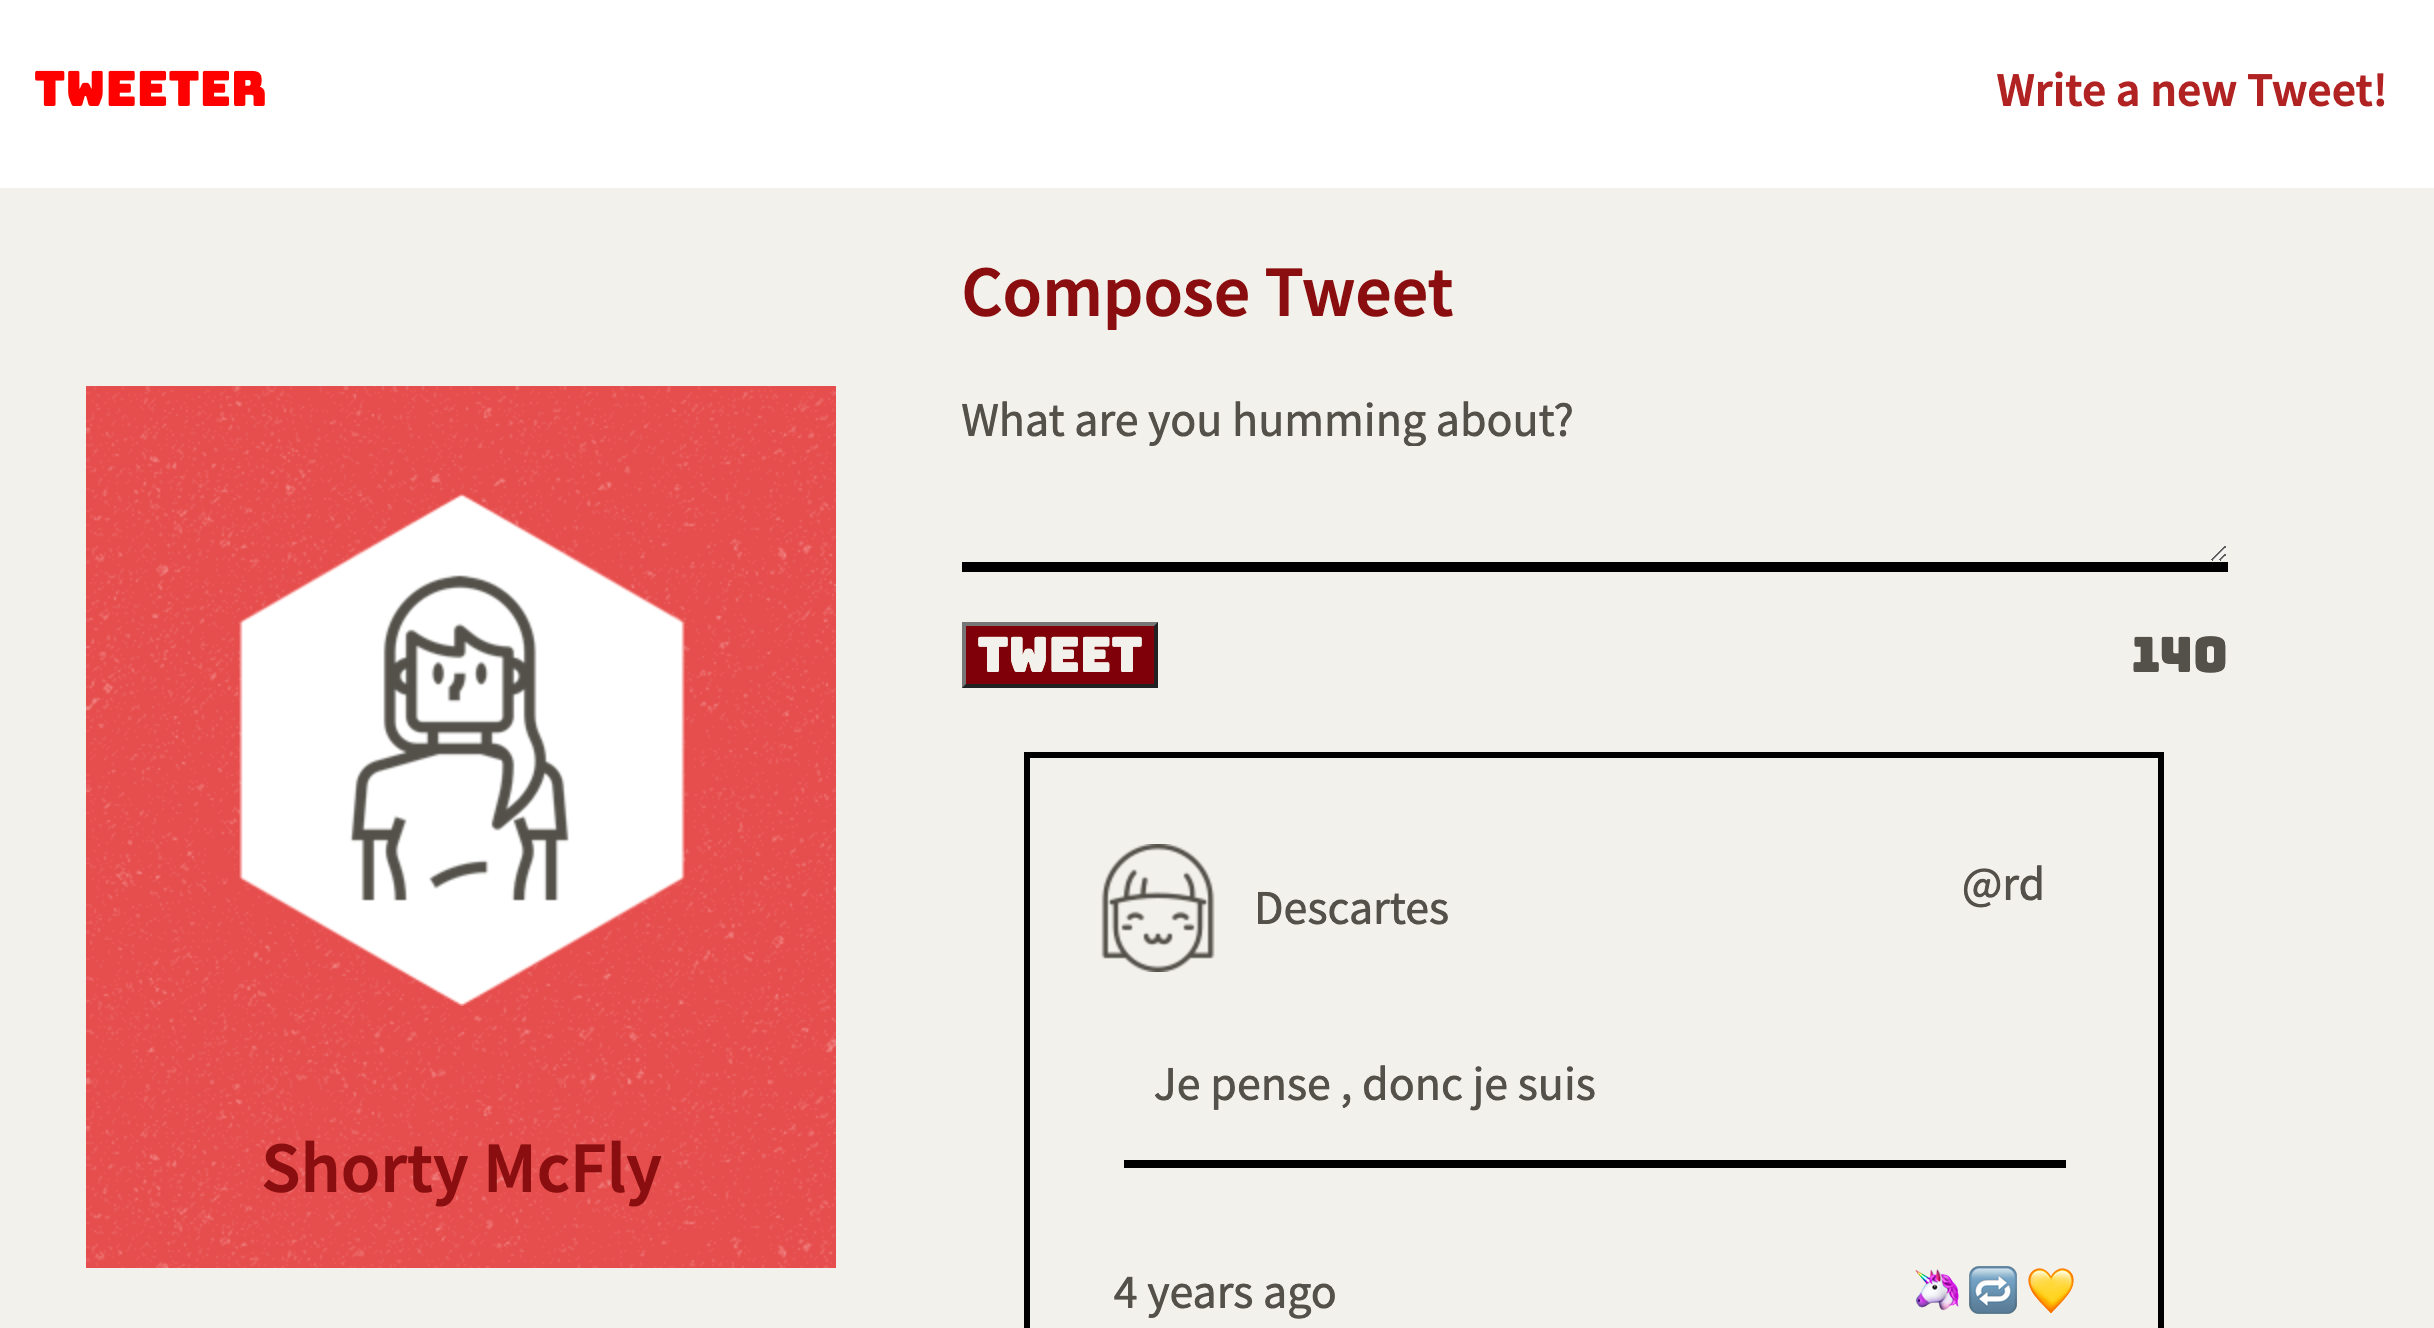 TWEETER
Write a new Tweet!
Shorty McFly
Compose Tweet
What are you humming about?
TWEET
140
Descartes
@rd
Je pense , donc je suis
4 years ago